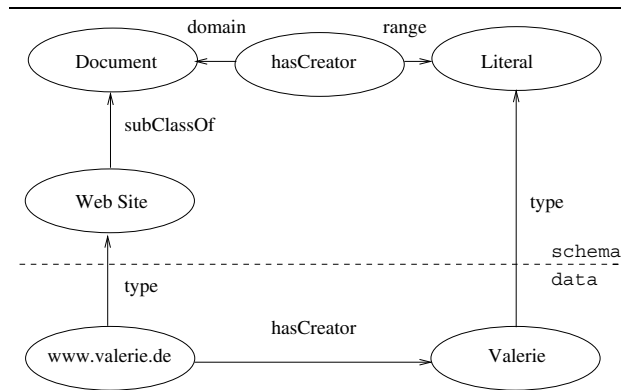 domain
range
Document
hasCreator
Literal
subClassOf
Web Site
type
schema
data
type
hasCreator
www.valerie.de
Valerie